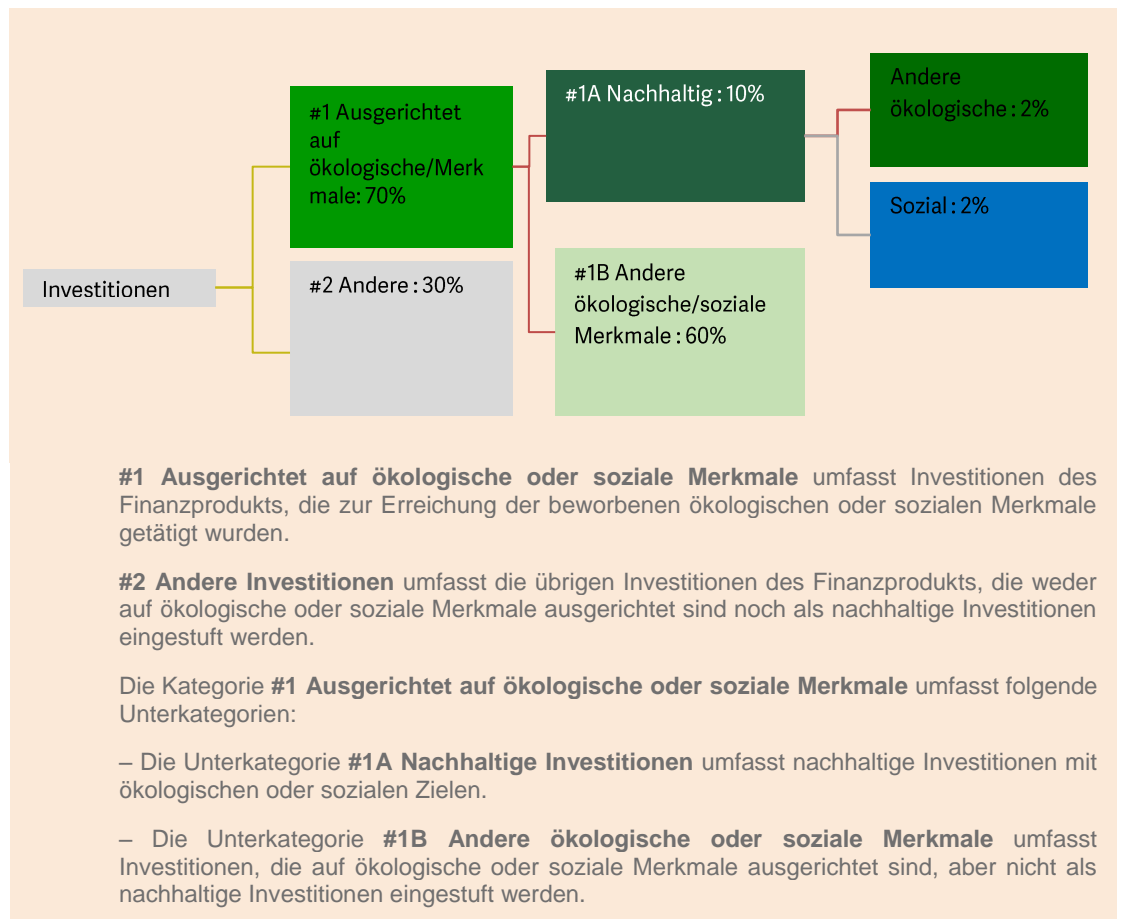 Investitionen
#1 Ausgerichtet
auf
ökologische/Merk
male: 70%
#2 Andere : 30%
#1A Nachhaltig : 10%
#1B Andere
ökologische/soziale
Merkmale : 60%
Andere
ökologische : 2%
Sozial : 2%
#1 Ausgerichtet auf ökologische oder soziale Merkmale umfasst Investitionen des
Finanzprodukts, die zur Erreichung der beworbenen ökologischen oder sozialen Merkmale
getätigt wurden.
#2 Andere Investitionen umfasst die übrigen Investitionen des Finanzprodukts, die weder
auf ökologische oder soziale Merkmale ausgerichtet sind noch als nachhaltige Investitionen
eingestuft werden.
Die Kategorie #1 Ausgerichtet auf ökologische oder soziale Merkmale umfasst folgende
Unterkategorien:
– Die Unterkategorie #1A Nachhaltige Investitionen umfasst nachhaltige Investitionen mit
ökologischen oder sozialen Zielen.
– Die Unterkategorie #1B Andere ökologische oder soziale Merkmale umfasst
Investitionen, die auf ökologische oder soziale Merkmale ausgerichtet sind, aber nicht als
nachhaltige Investitionen eingestuft werden.